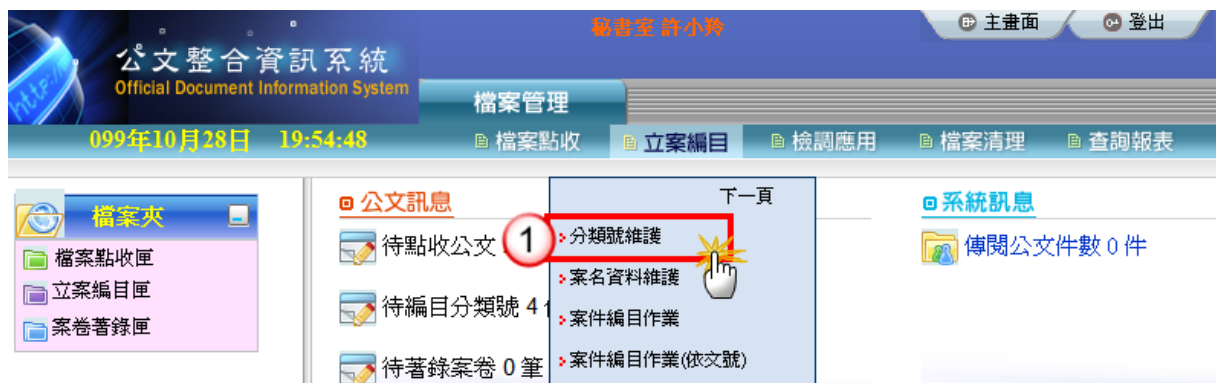 秘書室 許小羚
主畫面
登出
公文整合資訊系統
Official Document Information System
http://
檔案管理
099年10月28日 19:54:48
檔案點收
立案編目
檢調應用
檔案清理
查詢報表
檔案夾
檔案點收匣
立案編目匣
案卷著錄匣
公文訊息
待點收公文
待編目分類號 4
待著錄案卷 0 筆
下一頁
1
分類號維護
案名資料維護
案件編目作業
案件編目作業(依文號)
系統訊息
傳閱公文件數 0 件